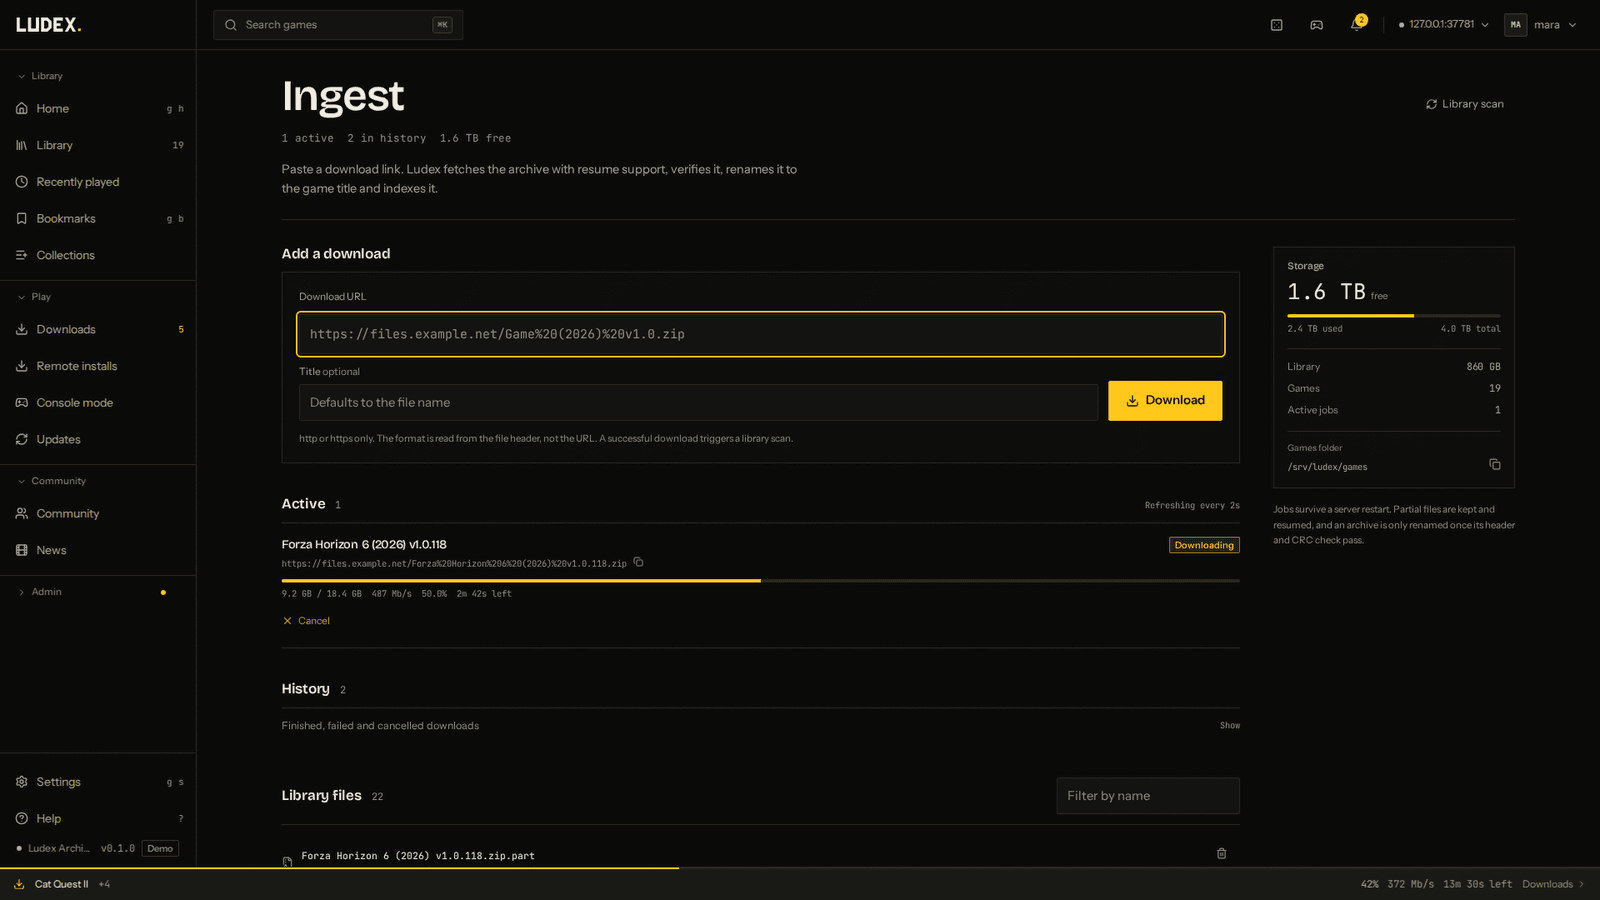 LUDEX.
Search games
⌘K
2
127.0.0.1:37781
MA
mara
Library
Home
g h
Library
19
Recently played
Bookmarks
g b
Collections
Play
Downloads
5
Remote installs
Console mode
Updates
Community
Community
News
Admin
Settings
g s
Help
?
Ludex Archi…
v0.1.0
Demo
Ingest
Library scan
1 active 2 in history 1.6 TB free
Paste a download link. Ludex fetches the archive with resume support, verifies it, renames it to
the game title and indexes it.
Add a download
Download URL
https://files.example.net/Game%20(2026)%20v1.0.zip
Title optional
Defaults to the file name
Download
http or https only. The format is read from the file header, not the URL. A successful download triggers a library scan.
Active 1
Refreshing every 2s
Forza Horizon 6 (2026) v1.0.118
Downloading
https://files.example.net/Forza%20Horizon%206%20(2026)%20v1.0.118.zip
9.2 GB / 18.4 GB 487 Mb/s 50.0% 2m 42s left
Cancel
History 2
Finished, failed and cancelled downloads
Show
Library files 22
Filter by name
Forza Horizon 6 (2026) v1.0.118.zip.part
Storage
1.6 TB free
2.4 TB used
4.0 TB total
Library
860 GB
Games
19
Active jobs
1
Games folder
/srv/ludex/games
Jobs survive a server restart. Partial files are kept and
resumed, and an archive is only renamed once its header
and CRC check pass.
Cat Quest II +4
42% 372 Mb/s 13m 30s left Downloads